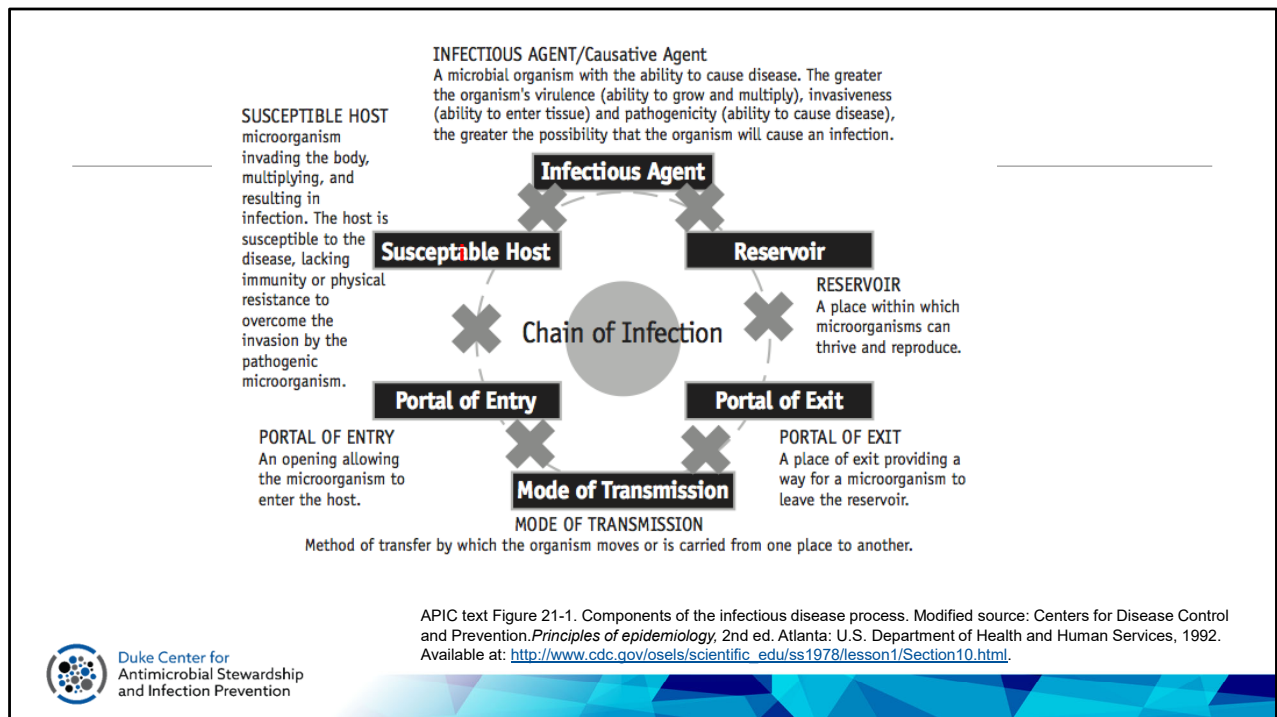 INFECTIOUS AGENT/Causative Agent
A microbial organism with the ability to cause disease. The greater
the organism's virulence (ability to grow and multiply), invasiveness
(ability to enter tissue) and pathogenicity (ability to cause disease),
the greater the possibility that the organism will cause an infection.
SUSCEPTIBLE HOST
microorganism
invading the body,
multiplying, and
resulting in
infection. The host is
susceptible to the
disease, lacking
immunity or physical
resistance to
overcome the
invasion by the
pathogenic
microorganism.
Infectious Agent
Susceptible Host
Reservoir
RESERVOIR
A place within which
microorganisms can
thrive and reproduce.
Chain of Infection
Portal of Entry
Portal of Exit
PORTAL OF ENTRY
An opening allowing
the microorganism to
enter the host.
PORTAL OF EXIT
A place of exit providing a
way for a microorganism to
leave the reservoir.
Mode of Transmission
MODE OF TRANSMISSION
Method of transfer by which the organism moves or is carried from one place to another.
APIC text Figure 21-1. Components of the infectious disease process. Modified source: Centers for Disease Control
and Prevention.Principles of epidemiology, 2nd ed. Atlanta: U.S. Department of Health and Human Services, 1992.
Available at: http://www.cdc.gov/osels/scientific_edu/ss1978/lesson1/Section10.html.
Duke Center for
Antimicrobial Stewardship
and Infection Prevention